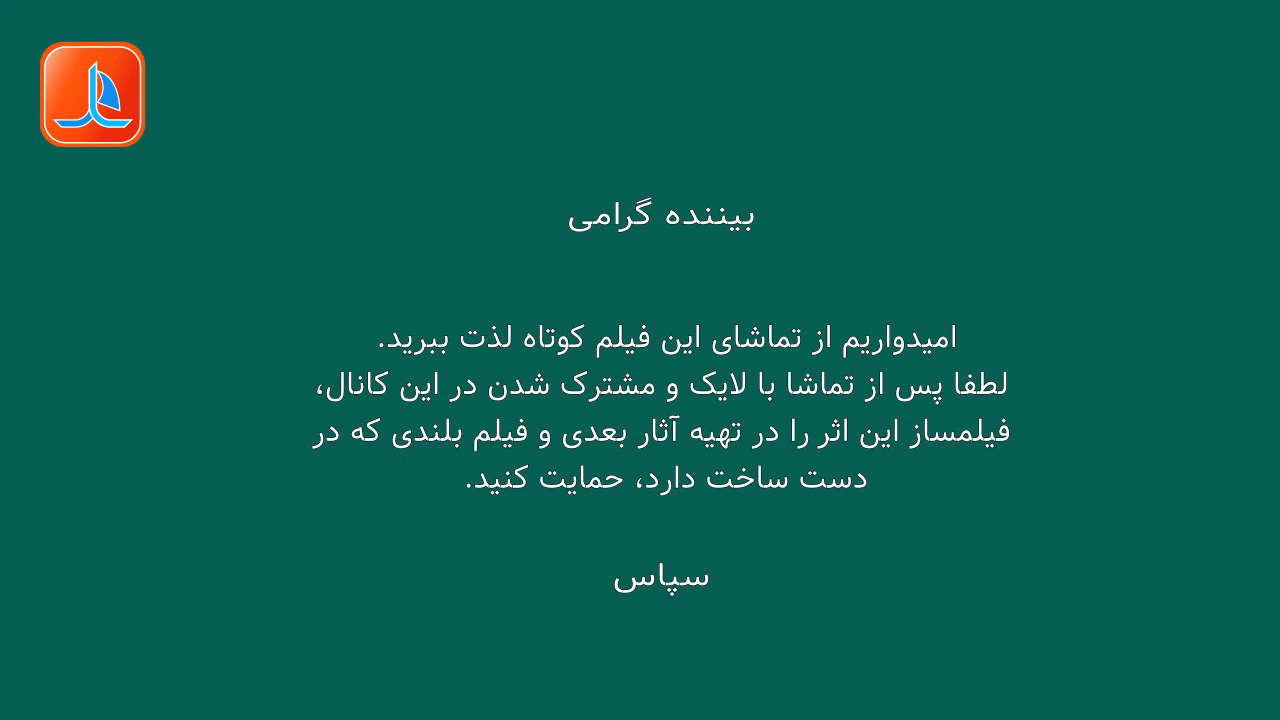 بیننده گرامی
امیدواریم از تماشای این فیلم کوتاه لذت ببرید.
لطفا پس از تماشا با لایک و مشترک شدن در این کانال،
فیلمساز این اثر را در تهیه آثار بعدی و فیلم بلندی که در
دست ساخت دارد، حمایت کنید.
سپاس